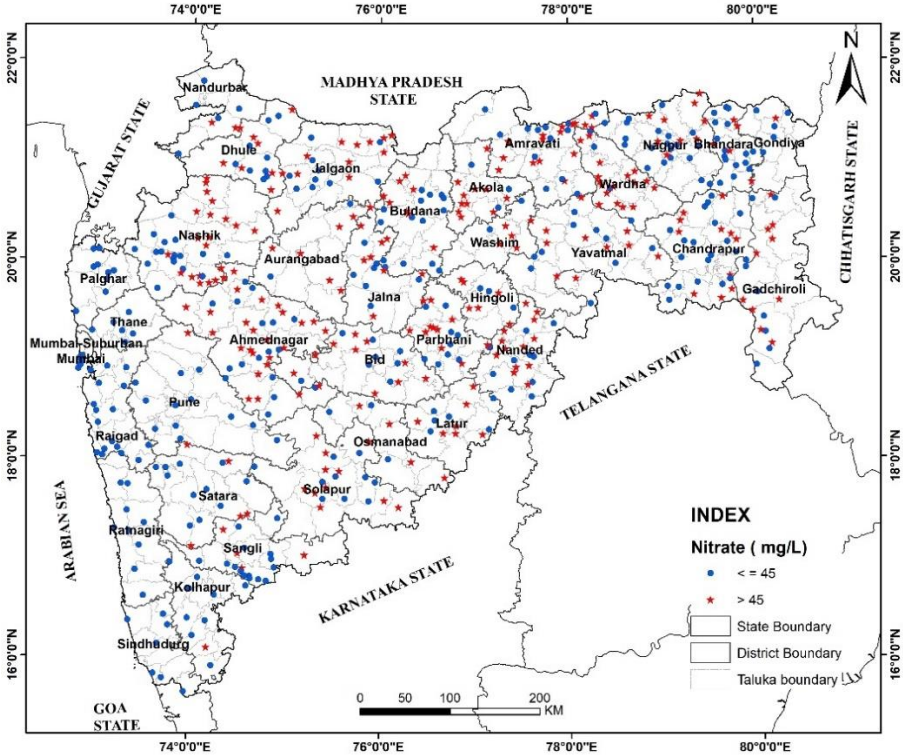 74°0'0"E 76°0'0"E 78°0'0"E 80°0'0"E
22°0'0"N
22°0'0"N
N
MADHYA PRADESH
STATE
GUJARAT STATE
CHHATISGARH STATE
Nandurbar
Dhule
Jalgaon
Amravati
Nagpur
Bhandara
Gondiya
Akola
Wardha
Buldana
Nashik
Washim
Yavatmal
Chandrapur
Aurangabad
20°0'0"N
20°0'0"N
Palghar
Jalna
Hingoli
Gadchiroli
Thane
Mumbai-Suburban
Mumbai
Ahmednagar
Parbhani
Nanded
Bid
TELANGANA STATE
Pune
Raigad
Latur
Osmanabad
18°0'0"N
18°0'0"N
Satara
Solapur
ARABIAN SEA
Ratnagiri
Sangli
Kolhapur
KARNATAKA STATE
Sindhudurg
16°0'0"N
16°0'0"N
GOA
STATE
INDEX
Nitrate ( mg/L)
< = 45
> 45
State Boundary
District Boundary
Taluka boundary
0 50 100 200
KM
74°0'0"E 76°0'0"E 78°0'0"E 80°0'0"E